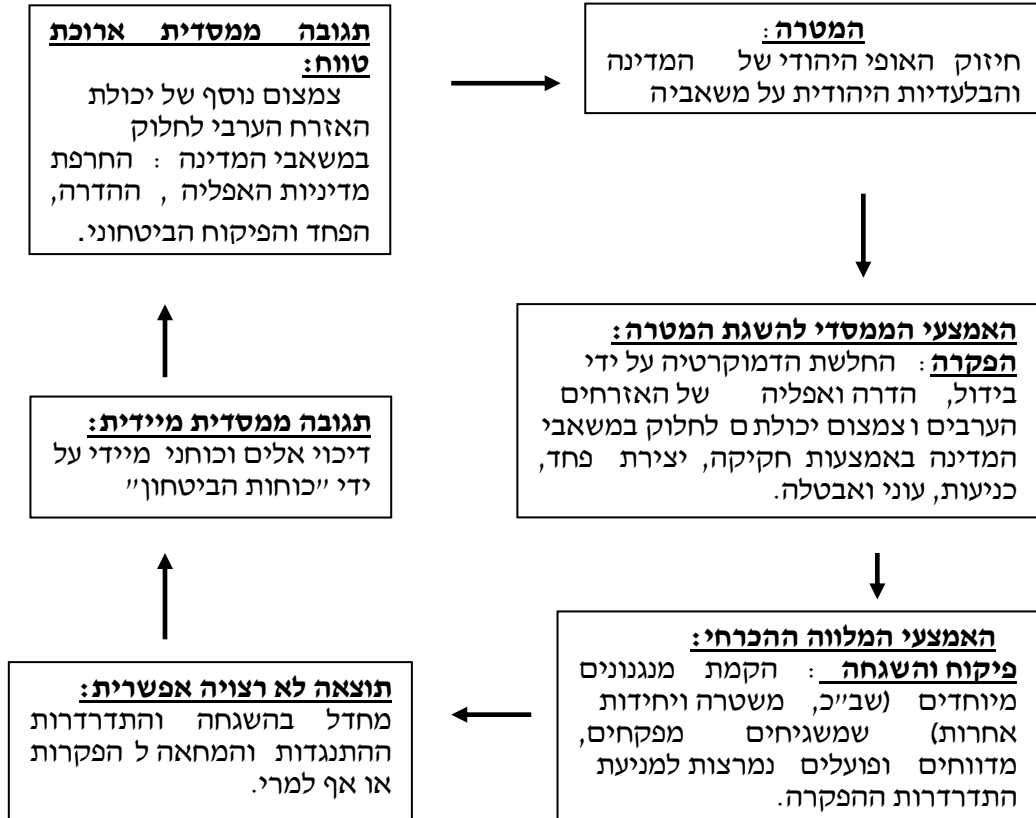 המטרה:
חיזוק האופי היהודי של המדינה
והבלעדיות היהודית על משאביה
האמצעי הממסדי להשגת המטרה:
הפקרה: החלשת הדמוקרטיה על ידי
בידול, הדרה ואפליה של האזרחים
הערבים וצמצום יכולתם לחלוק במשאבי
המדינה באמצעות חקיקה, יצירת פחד,
כניעות, עוני ואבטלה.
האמצעי המלווה ההכרחי:
פיקוח והשגחה: הקמת מנגנונים
מיוחדים (שב״כ, משטרה ויחידות
אחרות) שמשגיחים מפקחים,
מדווחים ופועלים נמרצות למניעת
התדרדרות ההפקרה.
תוצאה לא רצויה אפשרית:
מחדל בהשגחה והתדרדרות
ההתנגדות והמחאה ל הפקרות
או אף למרי.
תגובה ממסדית מיידית:
דיכוי אלים וכוחני מיידי על
ידי ״כוחות הביטחון״
תגובה ממסדית ארוכת
טווח:
צמצום נוסף של יכולת
האזרח הערבי לחלוק
במשאבי המדינה : החרפת
מדיניות האפליה , ההדרה,
הפחד והפיקוח הביטחוני.